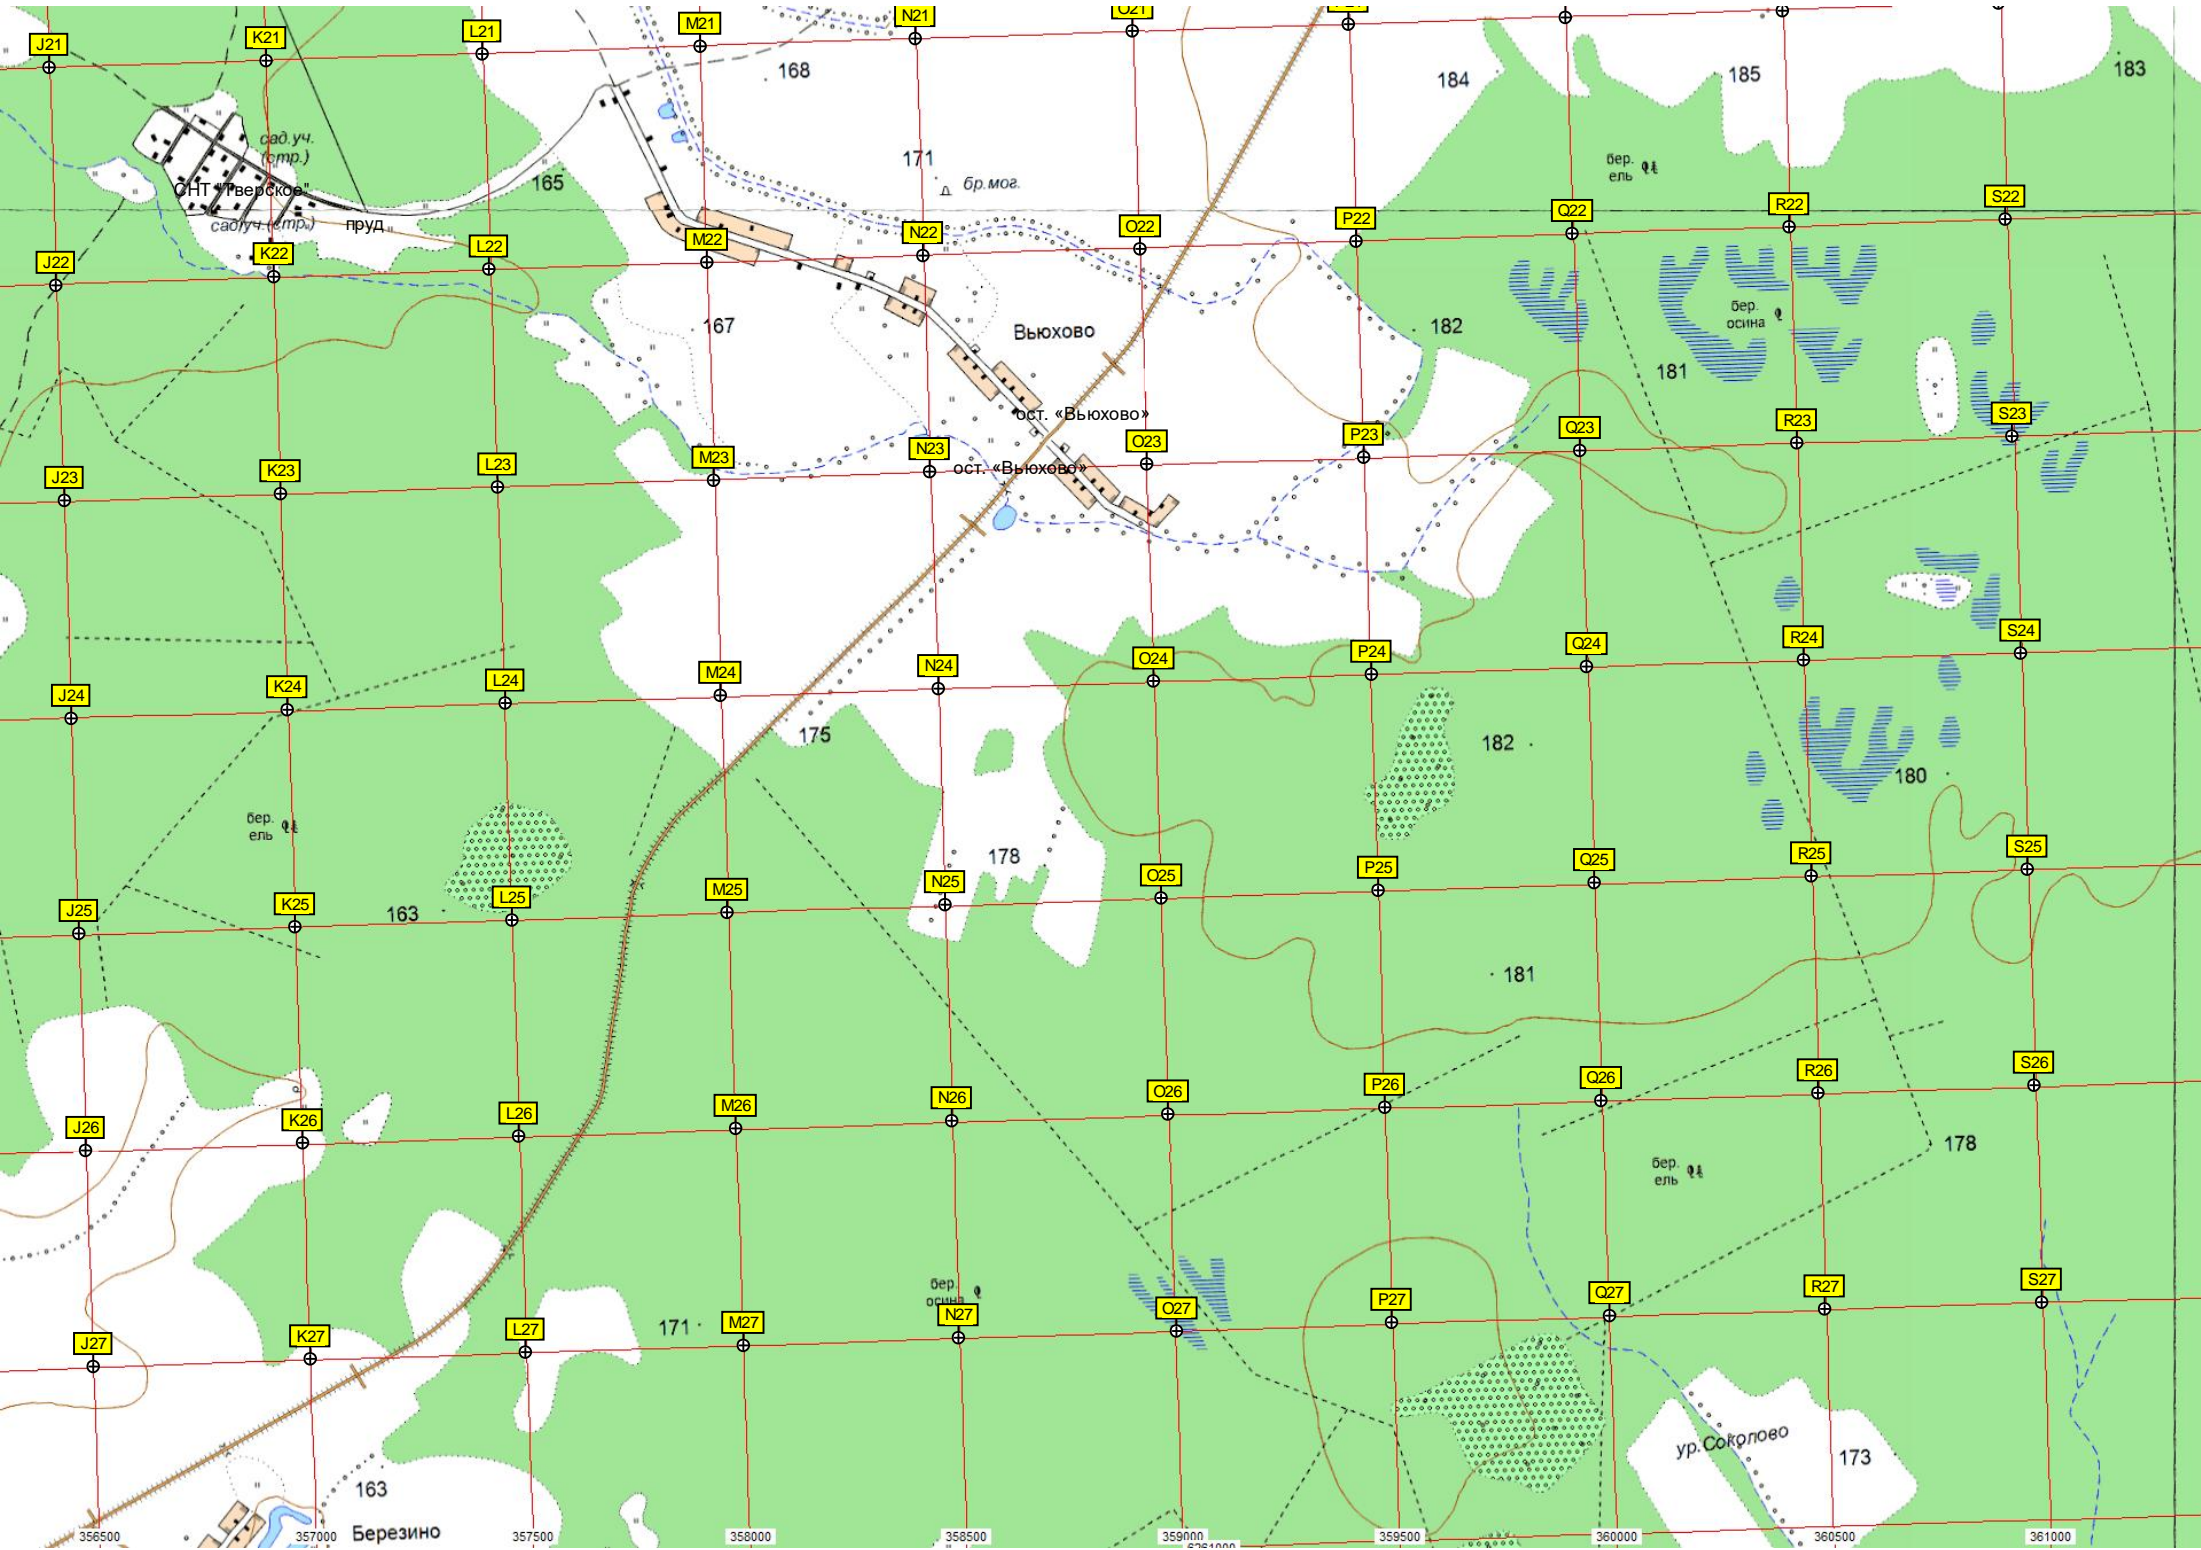 J21
K21
L21
M21
N21
O21
168
184
185
183
сад.уч.
(стр.)
СНТ "Тверское"
сад.уч.(стр.)
пруд
165
171
бр.мог.
бер.
ель
J22
K22
L22
M22
N22
O22
P22
Q22
R22
S22
167
Вьюхово
182
181
бер.
осина
ост. «Вьюхово»
ост. «Вьюхово»
J23
K23
L23
M23
N23
O23
P23
Q23
R23
S23
J24
K24
L24
M24
N24
O24
P24
Q24
R24
S24
175
182
180
бер.
ель
178
163
J25
K25
L25
M25
N25
O25
P25
Q25
R25
S25
181
J26
K26
L26
M26
N26
O26
P26
Q26
R26
S26
178
бер.
ель
бер.
осина
171
J27
K27
L27
M27
N27
O27
P27
Q27
R27
S27
ур.Соколово
173
163
Березино
356500
357000
357500
358000
358500
359000
359500
360000
360500
361000